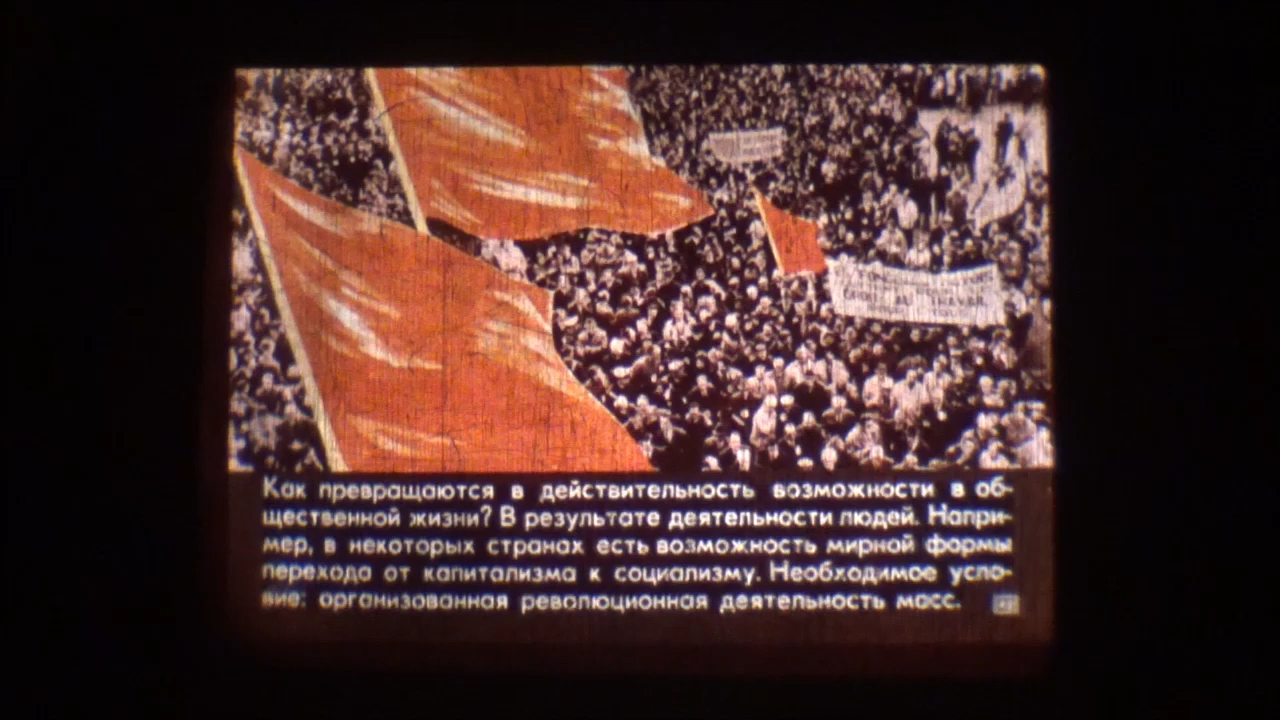 Как превращаются в действительность возможности в об-
щественной жизни? В результате деятельности людей. Напри-
мер, в некоторых странах есть возможность мирной формы
перехода от капитализма к социализму. Необходимое усло-
вие: организованная революционная деятельность масс.